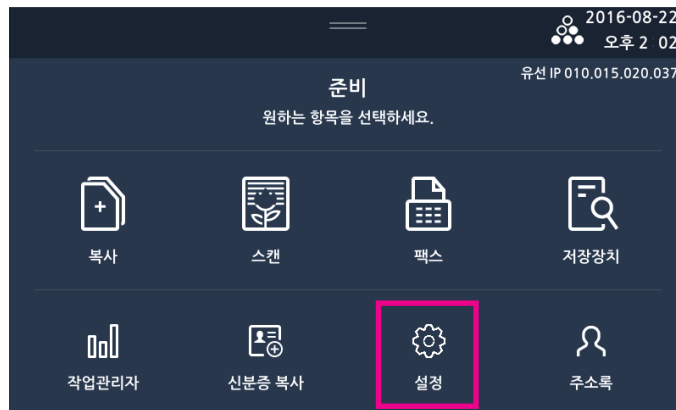 2016-08-22
오후 2 02
유선 IP 010.015.020.037
준비
원하는 항목을 선택하세요.
복사 스캔 팩스 저장장치
작업관리자 신분증 복사 설정 주소록